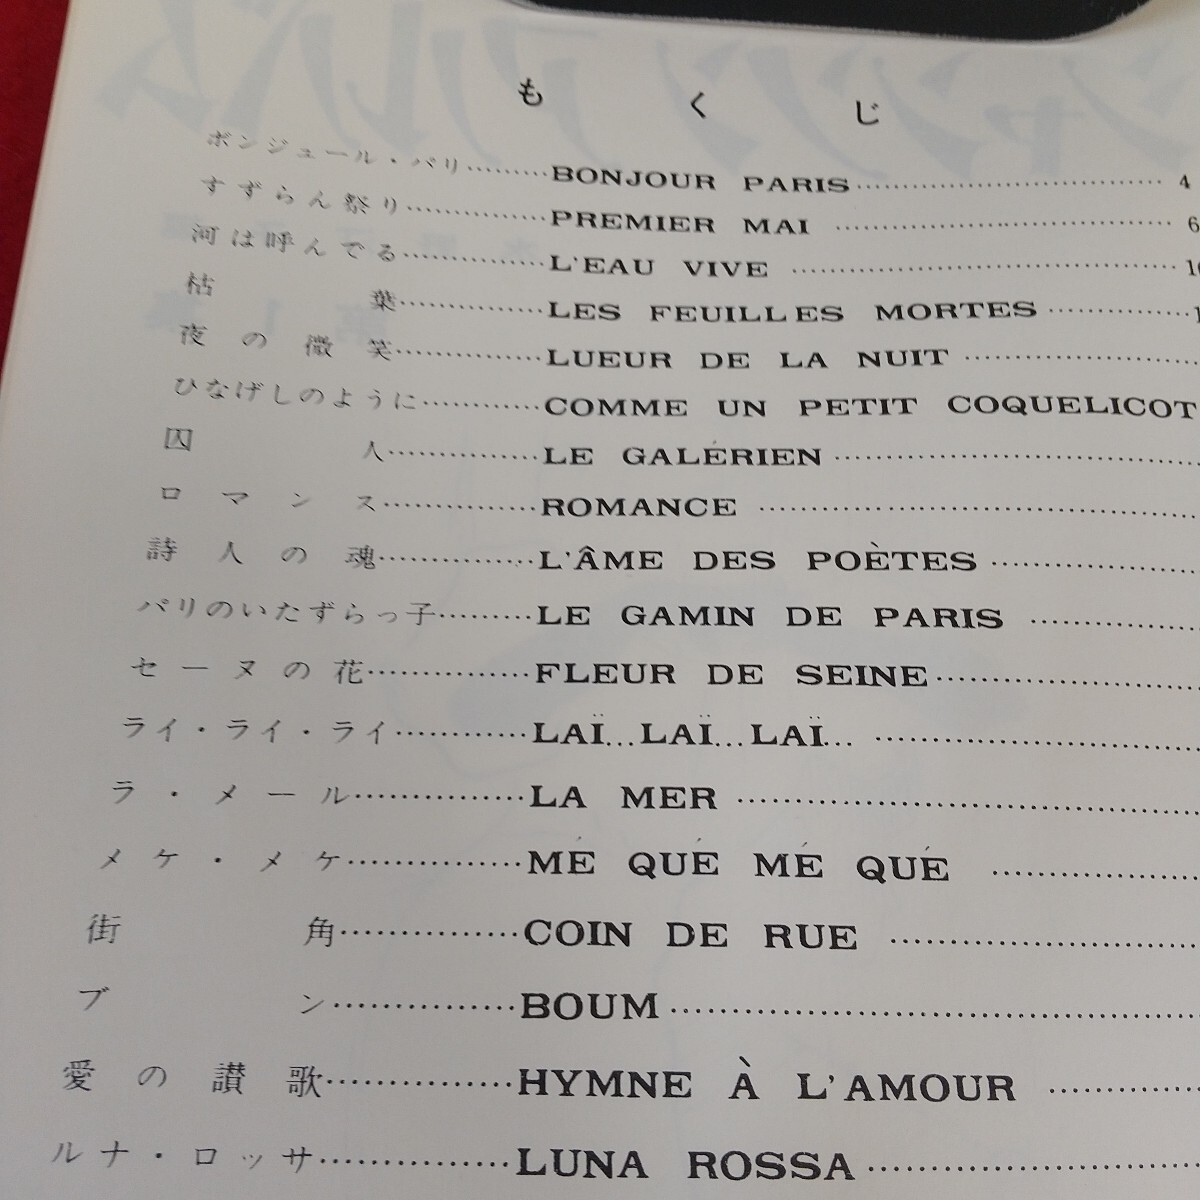 もくじ
ボンジュール・パリ………BONJOUR PARIS………4
すずらん祭り………PREMIER MAI………6
河は呼んでる………L'EAU VIVE………
枯葉………LES FEUILLES MORTES………
夜の微笑………LUEUR DE LA NUIT………
ひなげしのように………COMME UN PETIT COQUELICOT
囚人………LE GALÉRIEN………
ロマンス………ROMANCE………
詩人の魂………L'ÂME DES POÈTES………
パリのいたずらっ子………LE GAMIN DE PARIS………
セーヌの花………FLEUR DE SEINE………
ライ・ライ・ライ………LAÏ…LAÏ…LAÏ…………
ラ・メール………LA MER………
メケ・メケ………MÉ QUÉ MÉ QUÉ………
街角………COIN DE RUE………
ブン………BOUM………
愛の讃歌………HYMNE À L'AMOUR………
ルナ・ロッサ………LUNA ROSSA………